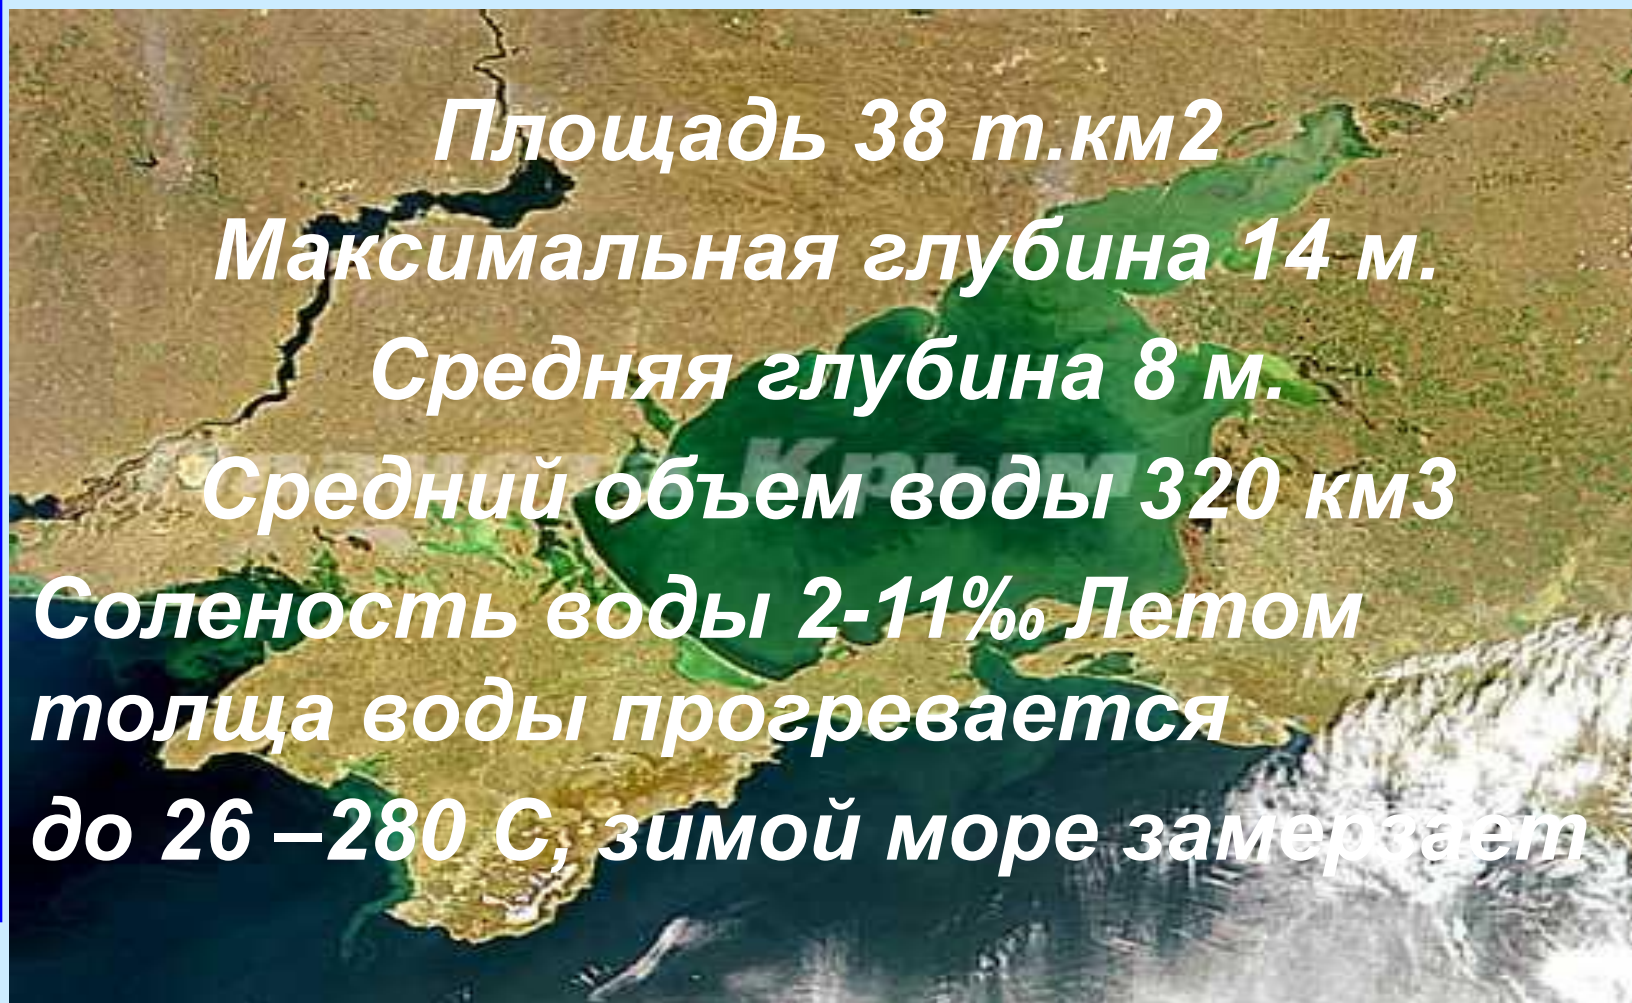 Площадь 38 т.км2
Максимальная глубина 14 м.
Средняя глубина 8 м.
Крым
Средний объем воды 320 км3
Соленость воды 2-11‰ Летом
толща воды прогревается
до 26 –280 С, зимой море замерзает